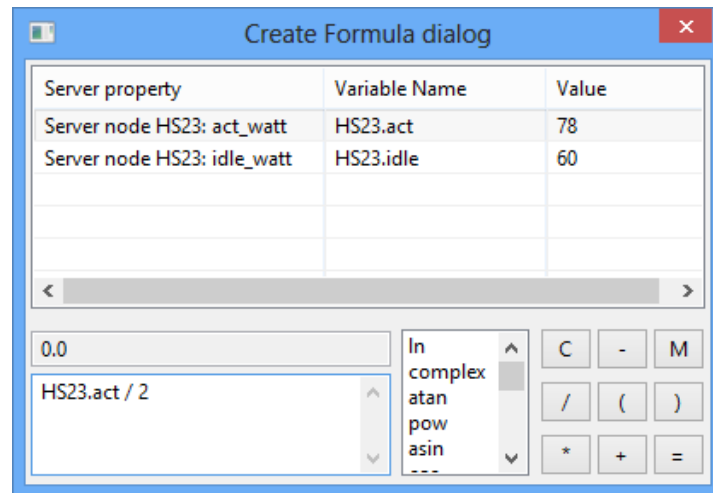 Create Formula dialog
Server property Variable Name Value
Server node HS23: act_watt HS23.act 78
Server node HS23: idle_watt HS23.idle 60
0.0
HS23.act / 2
ln
complex
atan
pow
asin
C - M
/ ( )
* + =